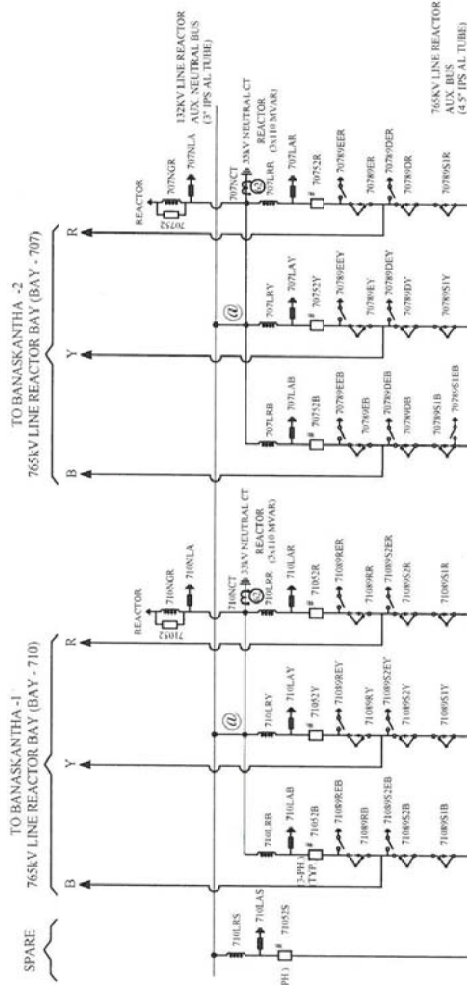 SPARE
TO BANASKANTHA -1
765kV LINE REACTOR BAY (BAY - 710)
TO BANASKANTHA -2
765kV LINE REACTOR BAY (BAY - 707)
B
Y
R
B
Y
R
REACTOR
71052
710NGR
710NLA
REACTOR
70752
707NGR
707NLA
132KV LINE REACTOR
AUX. NEUTRAL BUS
(3" IPS AL TUBE)
@
710NCT
33kV NEUTRAL CT
REACTOR
(3x110 MVAR)
@
707NCT
33kV NEUTRAL CT
REACTOR
(3x110 MVAR)
710LRS
710LAS
71052S
PH.)
710LRB
710LAB
71052B
(3-PH.)
TYP.
71089REB
71089RB
71089S2EB
71089S2B
71089S1B
710LRY
710LAY
71052Y
71089REY
71089RY
71089S2EY
71089S2Y
71089S1Y
710LRR
710LAR
71052R
71089RER
71089RR
71089S2ER
71089S2R
71089S1R
707LRB
707LAB
70752B
70789EEB
70789EB
70789DEB
70789DB
70789S1B
70789S1EB
707LRY
707LAY
70752Y
70789EEY
70789EY
70789DEY
70789DY
70789S1Y
707LRR
707LAR
70752R
70789EER
70789ER
70789DER
70789DR
70789S1R
765KV LINE REACTOR
AUX. BUS
(4.5" IPS AL TUBE)